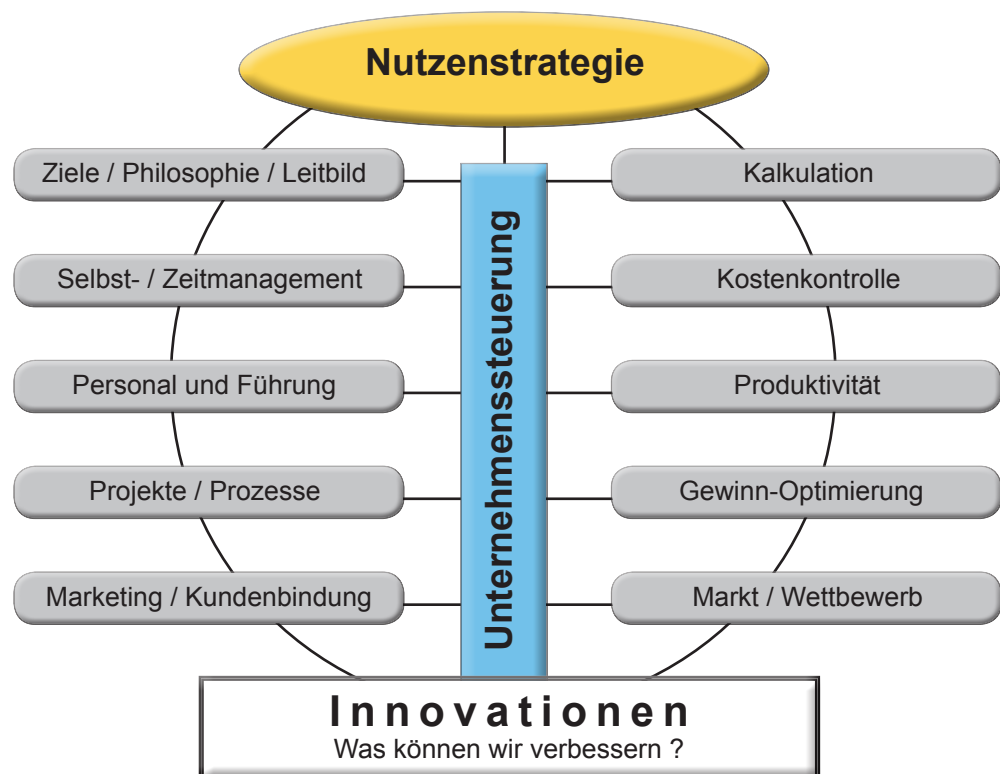 Nutzenstrategie
Ziele / Philosophie / Leitbild
Selbst- / Zeitmanagement
Personal und Führung
Projekte / Prozesse
Marketing / Kundenbindung
Unternehmenssteuerung
Kalkulation
Kostenkontrolle
Produktivität
Gewinn-Optimierung
Markt / Wettbewerb
Innovationen
Was können wir verbessern ?